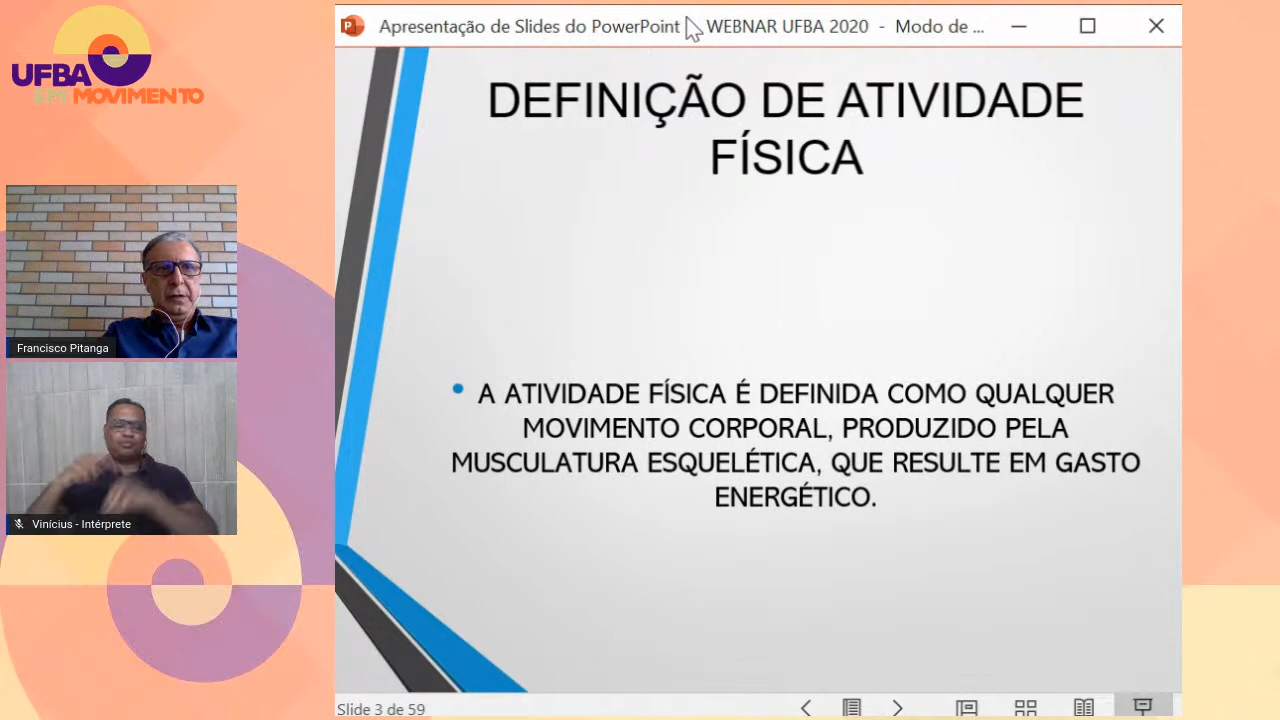 UFBA
EM MOVIMENTO
Francisco Pitanga
Vinícius - Intérprete
Apresentação de Slides do PowerPoint - WEBNAR UFBA 2020 - Modo de ...
DEFINIÇÃO DE ATIVIDADE
FÍSICA
• A ATIVIDADE FÍSICA É DEFINIDA COMO QUALQUER
MOVIMENTO CORPORAL, PRODUZIDO PELA
MUSCULATURA ESQUELÉTICA, QUE RESULTE EM GASTO
ENERGÉTICO.
Slide 3 de 59